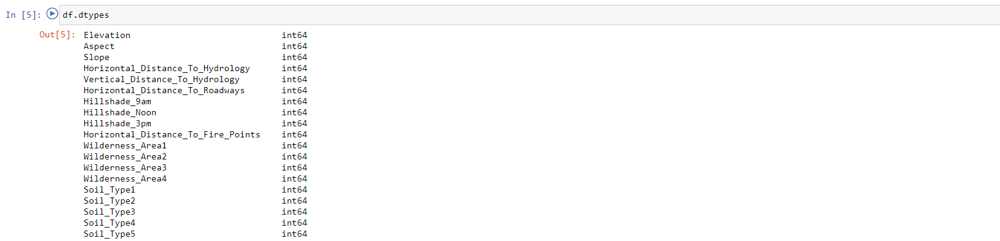 In [5]: df.dtypes
Out[5]: Elevation int64
Aspect int64
Slope int64
Horizontal_Distance_To_Hydrology int64
Vertical_Distance_To_Hydrology int64
Horizontal_Distance_To_Roadways int64
Hillshade_9am int64
Hillshade_Noon int64
Hillshade_3pm int64
Horizontal_Distance_To_Fire_Points int64
Wilderness_Area1 int64
Wilderness_Area2 int64
Wilderness_Area3 int64
Wilderness_Area4 int64
Soil_Type1 int64
Soil_Type2 int64
Soil_Type3 int64
Soil_Type4 int64
Soil_Type5 int64